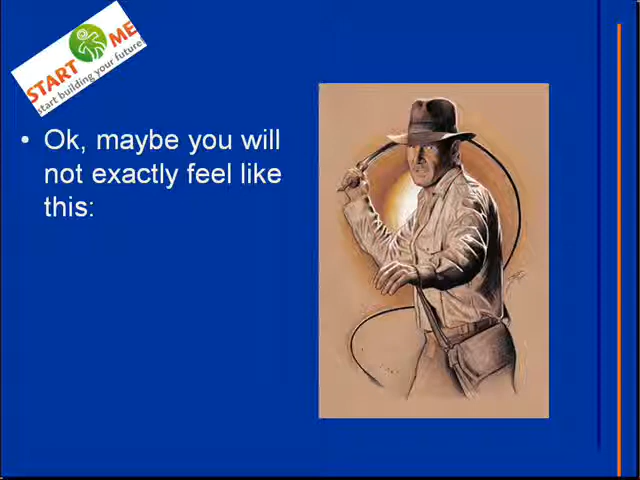 START ME
start building your future
• Ok, maybe you will
not exactly feel like
this: